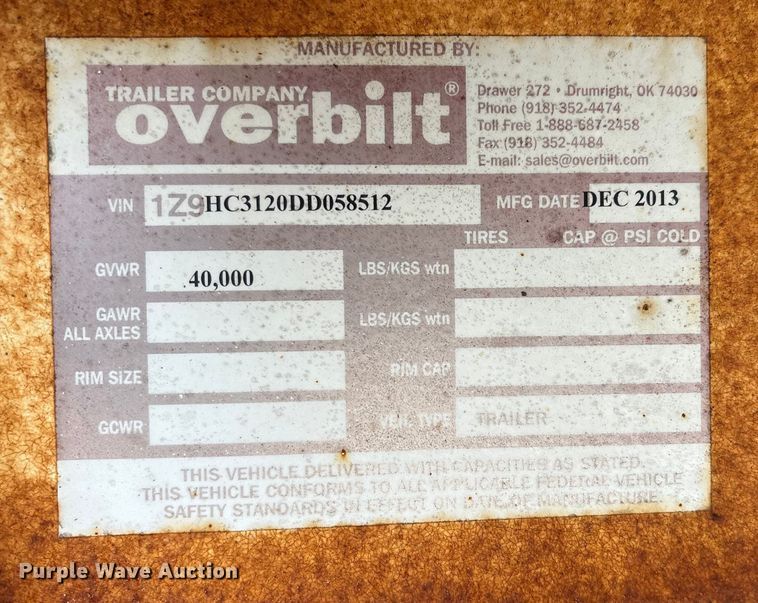 MANUFACTURED BY:
TRAILER COMPANY
overbilt®
Drawer 272 • Drumright, OK 74030
Phone (918) 352-4474
Toll Free 1-888-687-2458
Fax (918) 352-4484
E-mail: sales@overbilt.com
VIN 1Z9HC3120DD058512 MFG DATE DEC 2013
TIRES CAP @ PSI COLD
GVWR 40,000 LBS/KGS wtn
GAWR ALL AXLES LBS/KGS wtn
RIM SIZE RIM CAP
GCWR VEH. TYPE TRAILER
THIS VEHICLE DELIVERED WITH CAPACITIES AS STATED.
THIS VEHICLE CONFORMS TO ALL APPLICABLE FEDERAL VEHICLE
SAFETY STANDARDS IN EFFECT ON DATE OF MANUFACTURE.
Purple Wave Auction